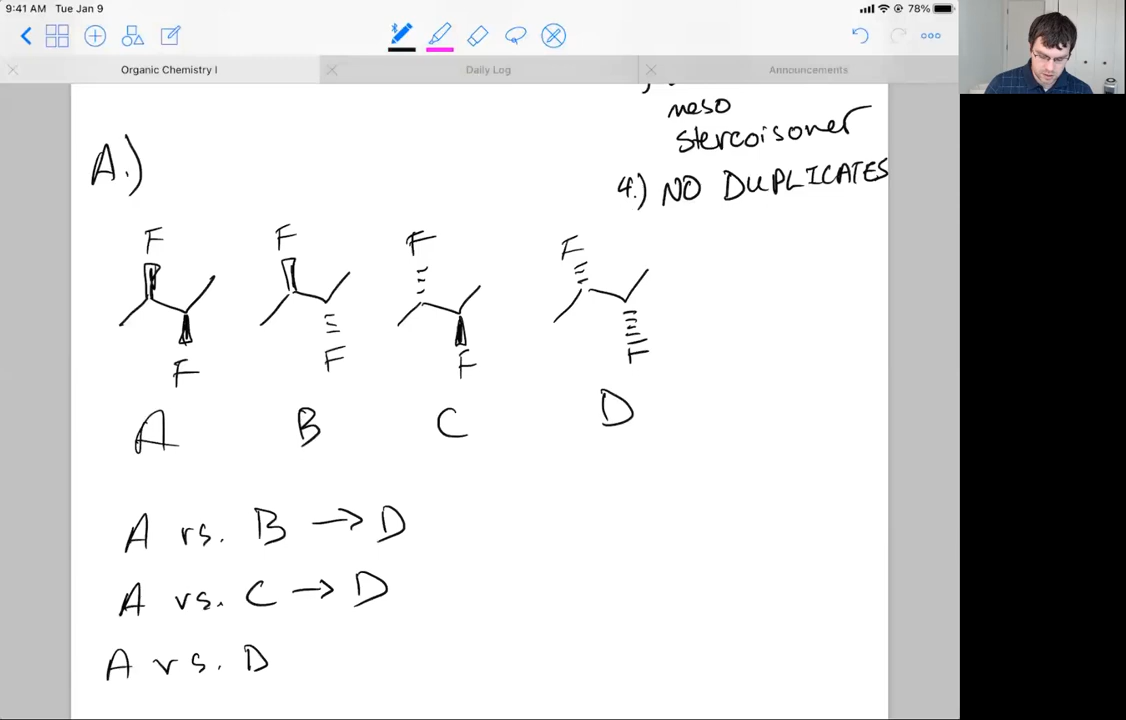 9:41 AM Tue Jan 9
78%
Organic Chemistry I
Daily Log
Announcements
meso
stercoisoner
4.) NO DUPLICATES
A.)
F F F F
F F F F
A B C D
A vs. B → D
A vs. C → D
A vs. D